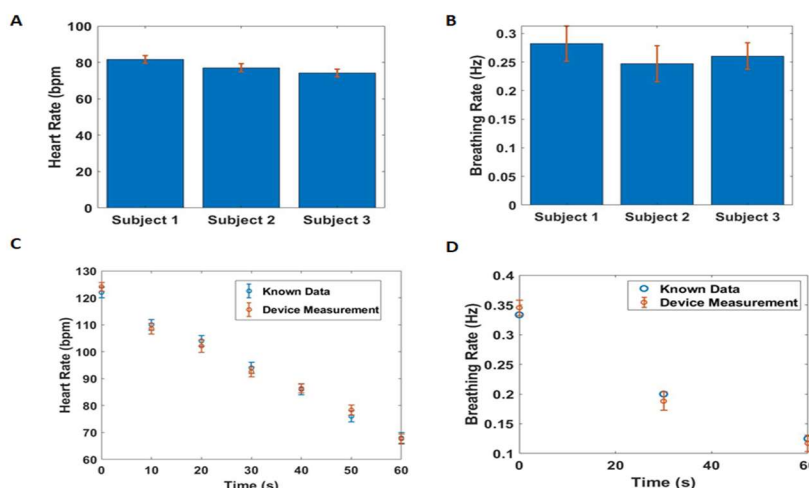 A
100
80
60
40
20
0
Heart Rate (bpm
Subject 1 Subject 2 Subject 3
B
0.3
0.25
0.2
0.15
0.1
0.05
0
Breathing Rate (Hz)
Subject 1 Subject 2 Subject 3
C
130
120
110
100
90
80
70
60
Heart Rate (bpm)
Known Data
Device Measurement
0 10 20 30 40 50 60
Time (s)
D
0.4
0.35
0.3
0.25
0.2
0.15
0.1
Breathing Rate (Hz)
Known Data
Device Measurement
0 20 40 60
Time (s)